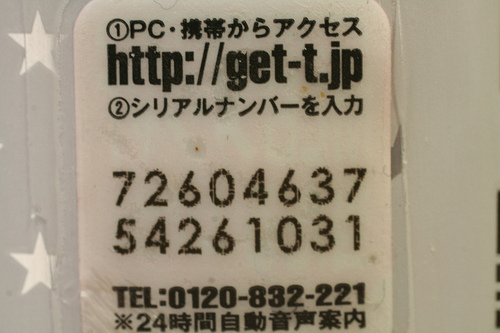 ①PC・携帯からアクセス
http://get-t.jp
②シリアルナンバーを入力
72604637
54261031
TEL:0120-832-221
※24時間自動音声案内